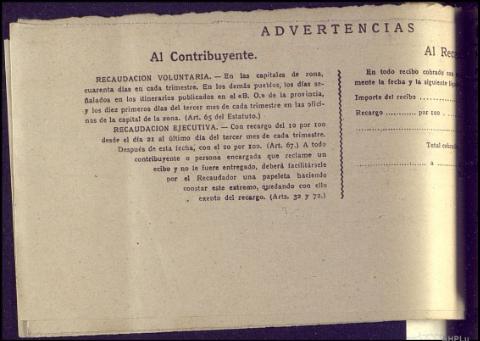 ADVERTENCIAS
Al Contribuyente.
RECAUDACION VOLUNTARIA. — En las capitales de zona,
cuarenta días en cada trimestre. En los demás pueblos, los días se-
ñalados en los itinerarios publicados en el «B. O.» de la provincia,
y los diez primeros días del tercer mes de cada trimestre en las ofici-
nas de la capital de la zona. (Art. 65 del Estatuto.)
RECAUDACION EJECUTIVA. — Con recargo del 10 por 100
desde el día 21 al último día del tercer mes de cada trimestre.
Después de esta fecha, con el 20 por 100. (Art. 67.) A todo
contribuyente o persona encargada que reclame un
ecibo y no le fuere entregado, deberá facilitársele
por el Recaudador una papeleta haciendo
constar este extremo, quedando con ello
exento del recargo. (Arts. 32 y 72.)
Al Rec
En todo recibo cobrado con
mente la fecha y la siguiente
Importe del recibo
Recargo ........ por 100
Total
a